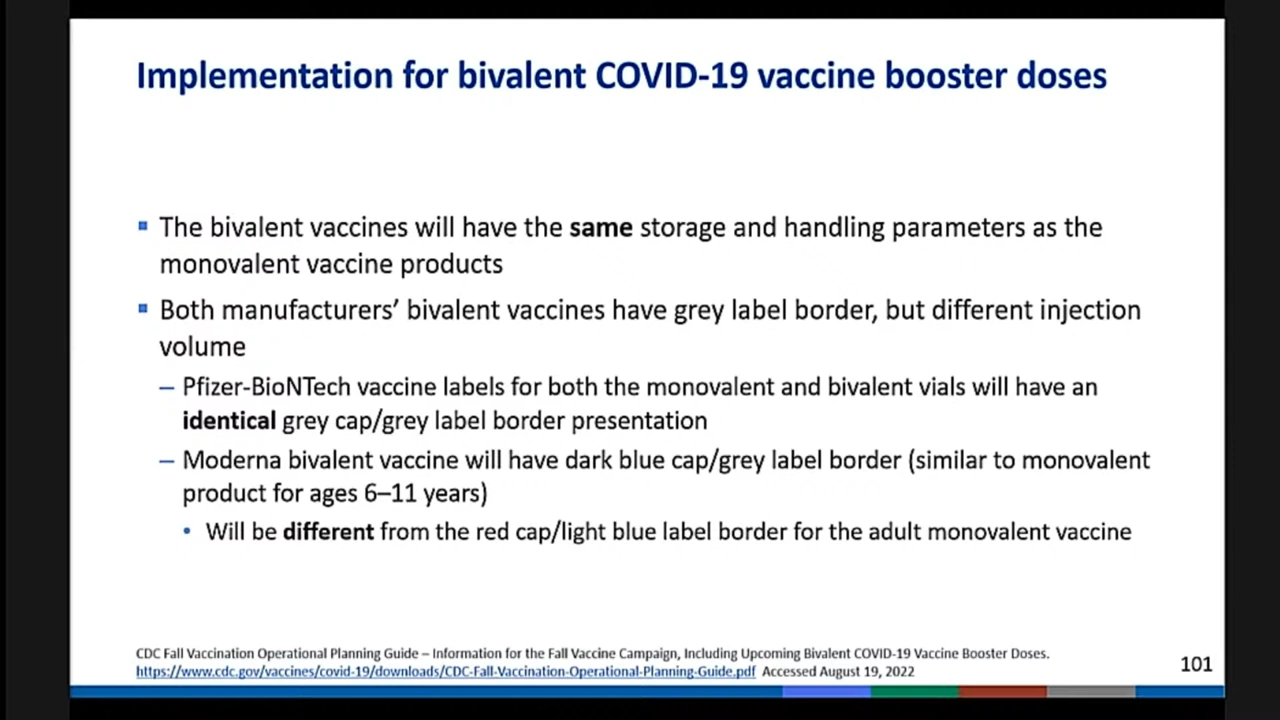 Implementation for bivalent COVID-19 vaccine booster doses
▪ The bivalent vaccines will have the same storage and handling parameters as the
monovalent vaccine products
▪ Both manufacturers’ bivalent vaccines have grey label border, but different injection
volume
– Pfizer-BioNTech vaccine labels for both the monovalent and bivalent vials will have an
identical grey cap/grey label border presentation
– Moderna bivalent vaccine will have dark blue cap/grey label border (similar to monovalent
product for ages 6–11 years)
• Will be different from the red cap/light blue label border for the adult monovalent vaccine
CDC Fall Vaccination Operational Planning Guide – Information for the Fall Vaccine Campaign, Including Upcoming Bivalent COVID-19 Vaccine Booster Doses.
https://www.cdc.gov/vaccines/covid-19/downloads/CDC-Fall-Vaccination-Operational-Planning-Guide.pdf Accessed August 19, 2022
101